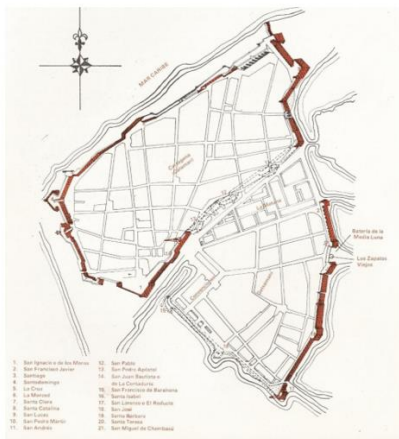 MAR CARIBE
Batería de la
Media Luna
Los Zapatos
Viejos
1. San Ignacio o de los Moros
2. San Francisco Javier
3. Santiago
4. Santodomingo
5. La Cruz
6. La Merced
7. Santa Clara
8. Santa Catalina
9. San Lucas
10. San Pedro Mártir
11. San Andrés
12. San Pablo
13. San Pedro Apóstol
14. San Juan Bautista o
de La Contaduría
15. San Francisco de Barahona
16. Santa Isabel
17. San Lorenzo o El Reducto
18. San José
19. Santa Bárbara
20. Santa Teresa
21. San Miguel de Chambacú